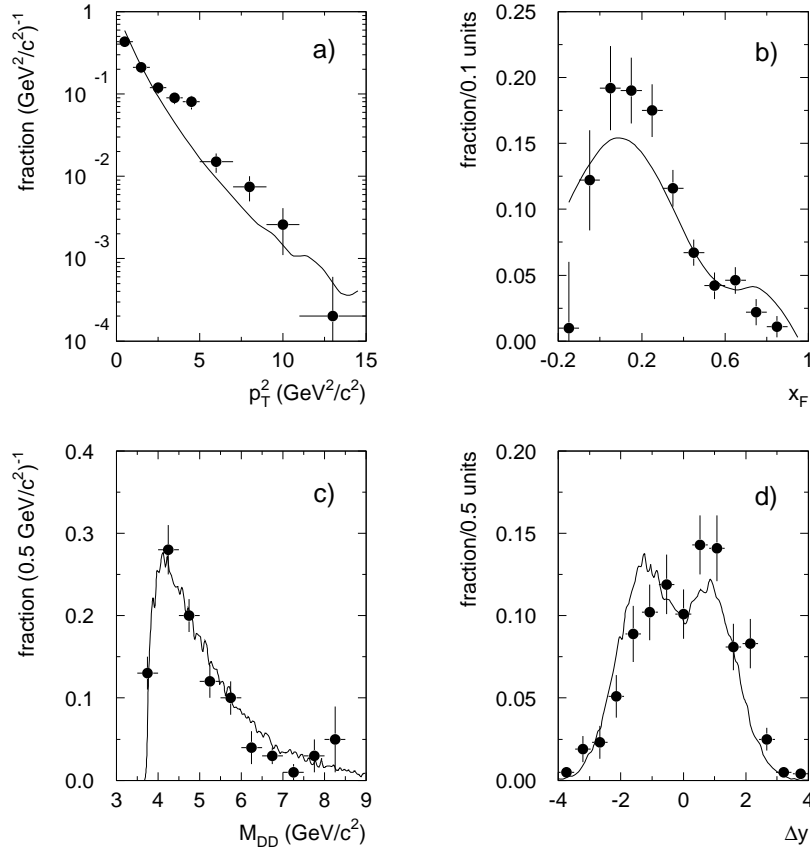 a)
fraction (GeV²/c²)⁻¹
1
10⁻¹
10⁻²
10⁻³
10⁻⁴
0 5 10 15
p_T² (GeV²/c²)
b)
fraction/0.1 units
0.25
0.20
0.15
0.10
0.05
0.00
-0.2 0.2 0.6 1
x_F
c)
fraction (0.5 GeV/c²)⁻¹
0.4
0.3
0.2
0.1
0.0
3 4 5 6 7 8 9
M_DD (GeV/c²)
d)
fraction/0.5 units
0.20
0.15
0.10
0.05
0.00
-4 -2 0 2 4
Δy